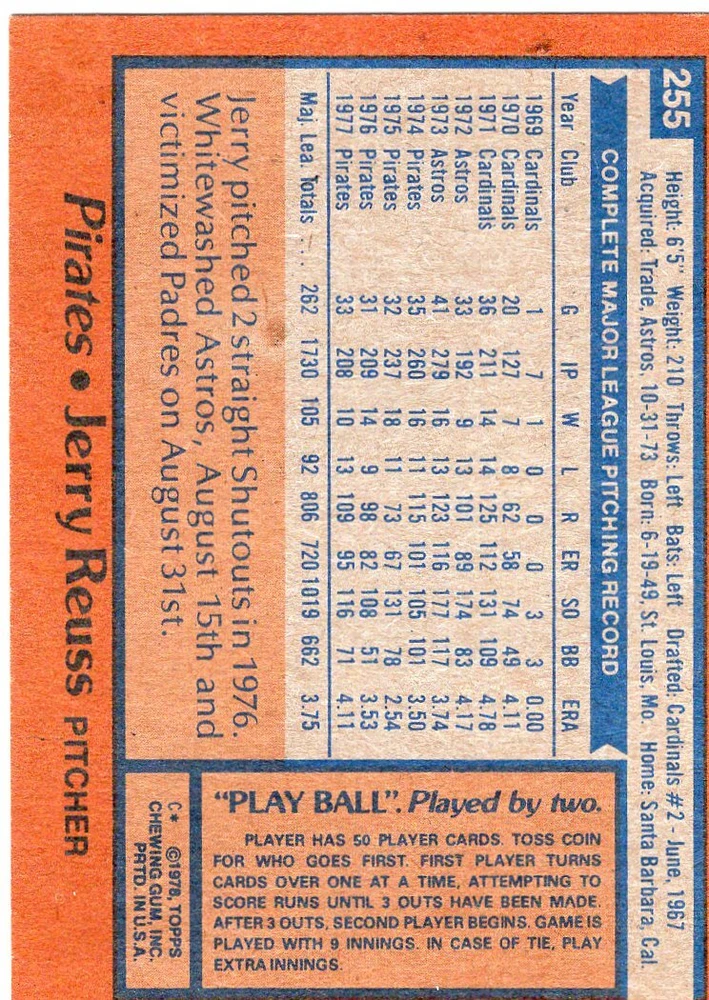 255
Height: 6'5" Weight: 210 Throws: Left Bats: Left Drafted: Cardinals #2 - June, 1967
Acquired: Trade, Astros, 10-31-73 Born: 6-19-49, St. Louis, Mo. Home: Santa Barbara, Cal.
COMPLETE MAJOR LEAGUE PITCHING RECORD
Year Club G IP W L R ER SO BB ERA
1969 Cardinals 1 7 1 0 0 0 3 3 0.00
1970 Cardinals 20 127 7 8 62 58 74 49 4.11
1971 Cardinals 36 211 14 14 125 112 131 109 4.78
1972 Astros 33 192 9 13 101 89 174 83 4.17
1973 Astros 41 279 16 13 123 116 177 117 3.74
1974 Pirates 35 260 16 11 115 101 105 101 3.50
1975 Pirates 32 237 18 11 73 67 131 78 2.54
1976 Pirates 31 209 14 9 98 82 108 51 3.53
1977 Pirates 33 208 10 13 109 95 116 71 4.11
Maj. Lea. Totals .... 262 1730 105 92 806 720 1019 662 3.75
Jerry pitched 2 straight Shutouts in 1976.
Whitewashed Astros, August 15th and
victimized Padres on August 31st.
Pirates • Jerry Reuss PITCHER
"PLAY BALL". Played by two.
PLAYER HAS 50 PLAYER CARDS. TOSS COIN
FOR WHO GOES FIRST. FIRST PLAYER TURNS
CARDS OVER ONE AT A TIME, ATTEMPTING TO
SCORE RUNS UNTIL 3 OUTS HAVE BEEN MADE.
AFTER 3 OUTS, SECOND PLAYER BEGINS. GAME IS
PLAYED WITH 9 INNINGS. IN CASE OF TIE, PLAY
EXTRA INNINGS.
C* ©1978, TOPPS
CHEWING GUM, INC.
PRTD. IN U.S.A.